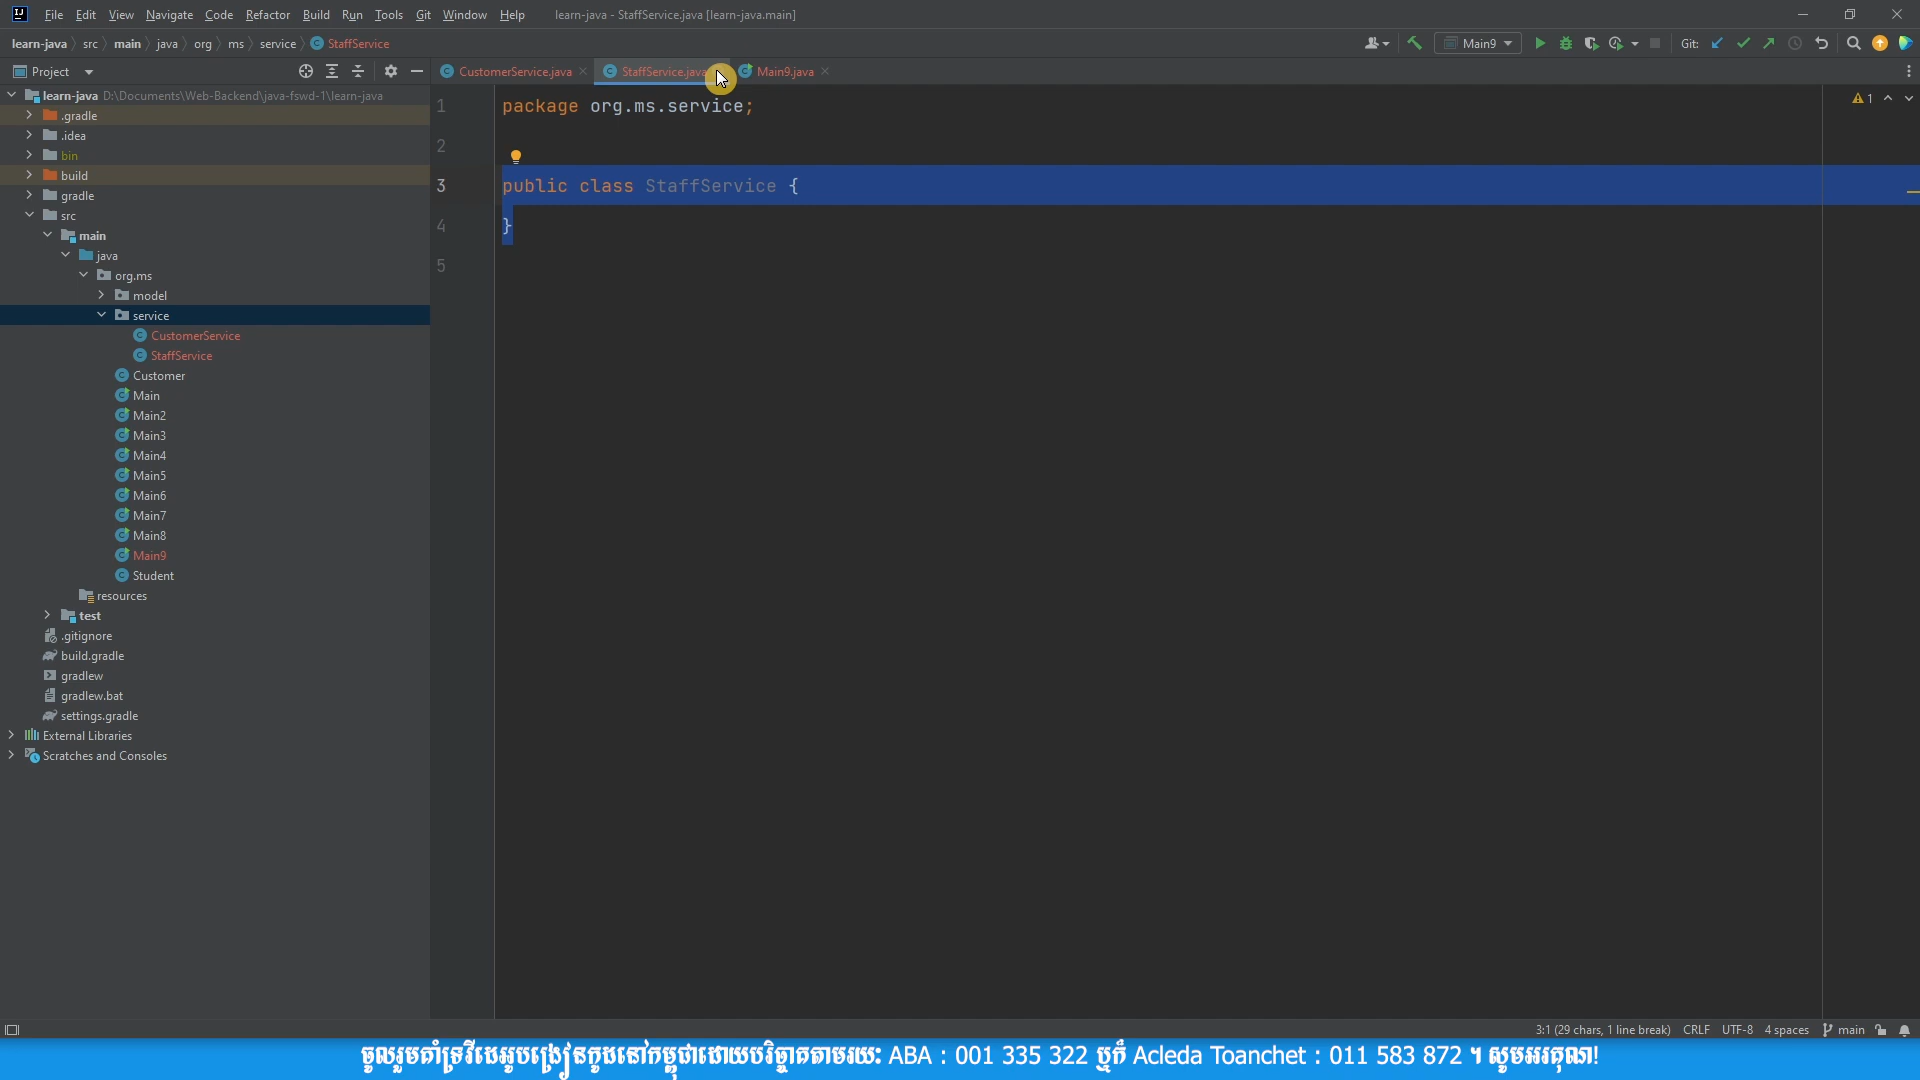 File Edit View Navigate Code Refactor Build Run Tools Git Window Help learn-java - StaffService.java [learn-java.main]
learn-java src main java org ms service StaffService Main9 Git:
Project
CustomerService.java StaffService.java Main9.java
learn-java D:\Documents\Web-Backend\java-fswd-1\learn-java
.gradle
.idea
bin
build
gradle
src
main
java
org.ms
model
service
CustomerService
StaffService
Customer
Main
Main2
Main3
Main4
Main5
Main6
Main7
Main8
Main9
Student
resources
test
.gitignore
build.gradle
gradlew
gradlew.bat
settings.gradle
External Libraries
Scratches and Consoles
1 package org.ms.service;
2
3 public class StaffService {
4 }
5
1
3:1 (29 chars, 1 line break) CRLF UTF-8 4 spaces main
ចូលរួមគាំទ្រវីដេអូបង្រៀនកូដនៅកម្ពុជាដោយបរិច្ចាគតាមរយៈ ABA : 001 335 322 ឬក៏ Acleda Toanchet : 011 583 872 ។ សូមអរគុណ!